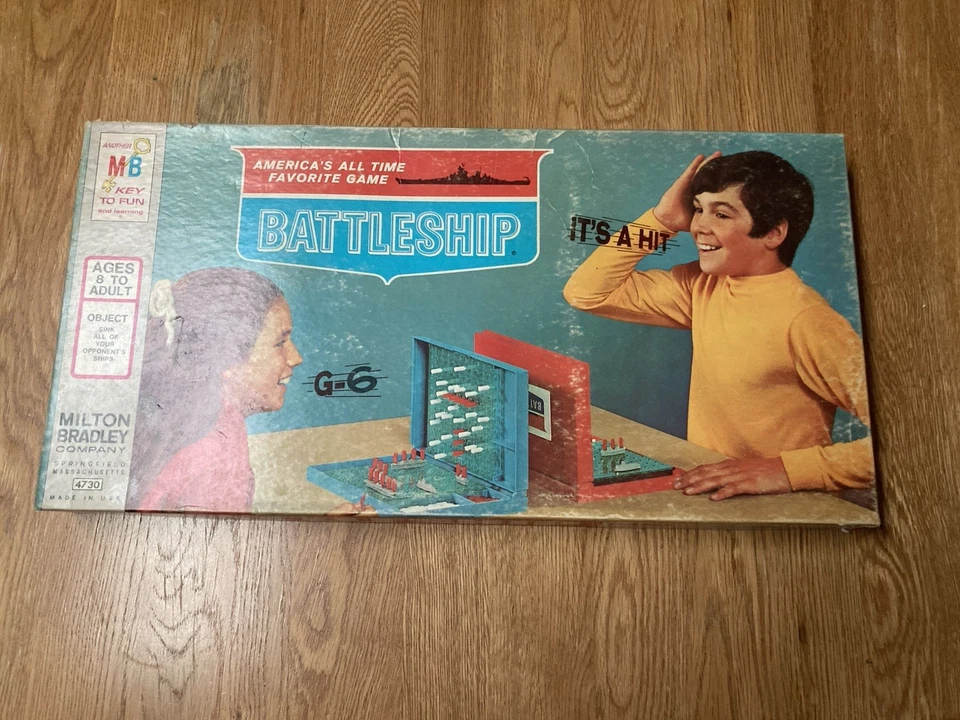 ANOTHER
MB
KEY
TO FUN
and learning
AGES
8 TO
ADULT
OBJECT
SINK
ALL OF
YOUR
OPPONENT'S
SHIPS
MILTON
BRADLEY
COMPANY
SPRINGFIELD
MASSACHUSETTS
4730
MADE IN U.S.
AMERICA'S ALL TIME
FAVORITE GAME
BATTLESHIP
IT'S A HIT
G-6